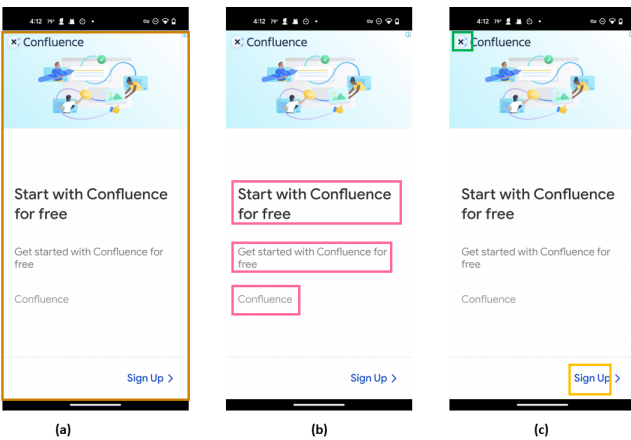 4:12 79°
Confluence
Start with Confluence
for free
Get started with Confluence for
free
Confluence
Sign Up >
(a)
4:12 79°
Confluence
Start with Confluence
for free
Get started with Confluence for
free
Confluence
Sign Up >
(b)
4:12 79°
Confluence
Start with Confluence
for free
Get started with Confluence for
free
Confluence
Sign Up >
(c)